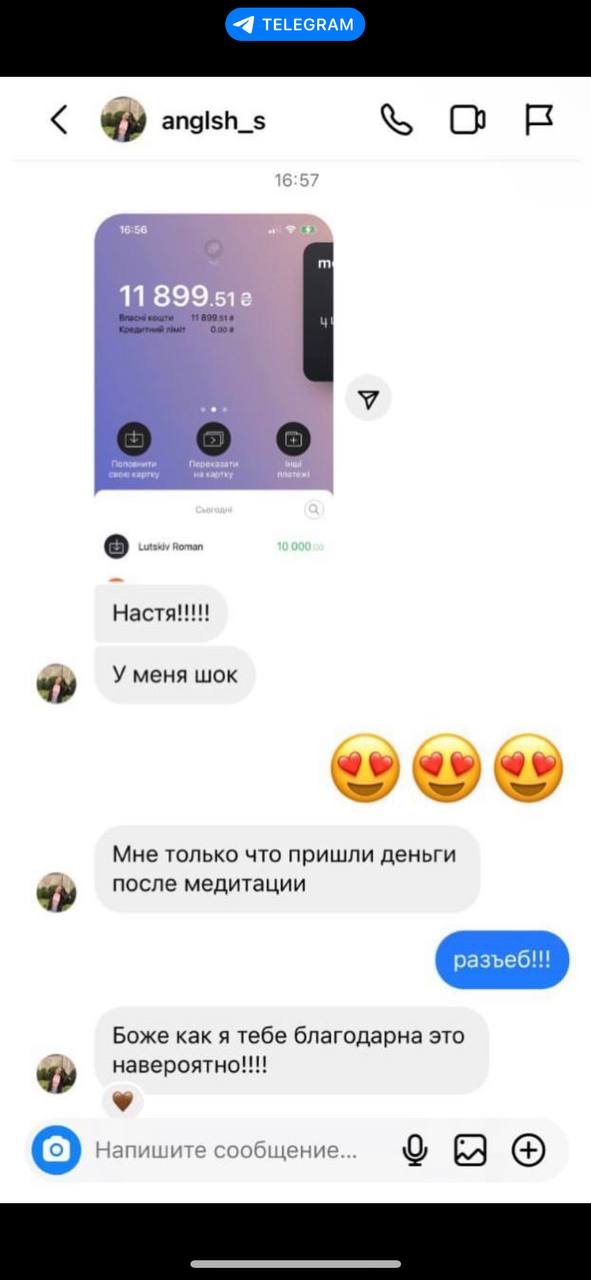 TELEGRAM
anglsh_s
16:57
16:56
11 899.51 ₴
Власні кошти 11 899.51 ₴
Кредитний ліміт 0.00 ₴
Поповнити
свою картку
Переказати
на картку
Інші
платежі
Сьогодні
Lutskiv Roman 10 000 00
Настя!!!!!
У меня шок
Мне только что пришли деньги
после медитации
разъеб!!!
Боже как я тебе благодарна это
навероятно!!!!
Напишите сообщение...